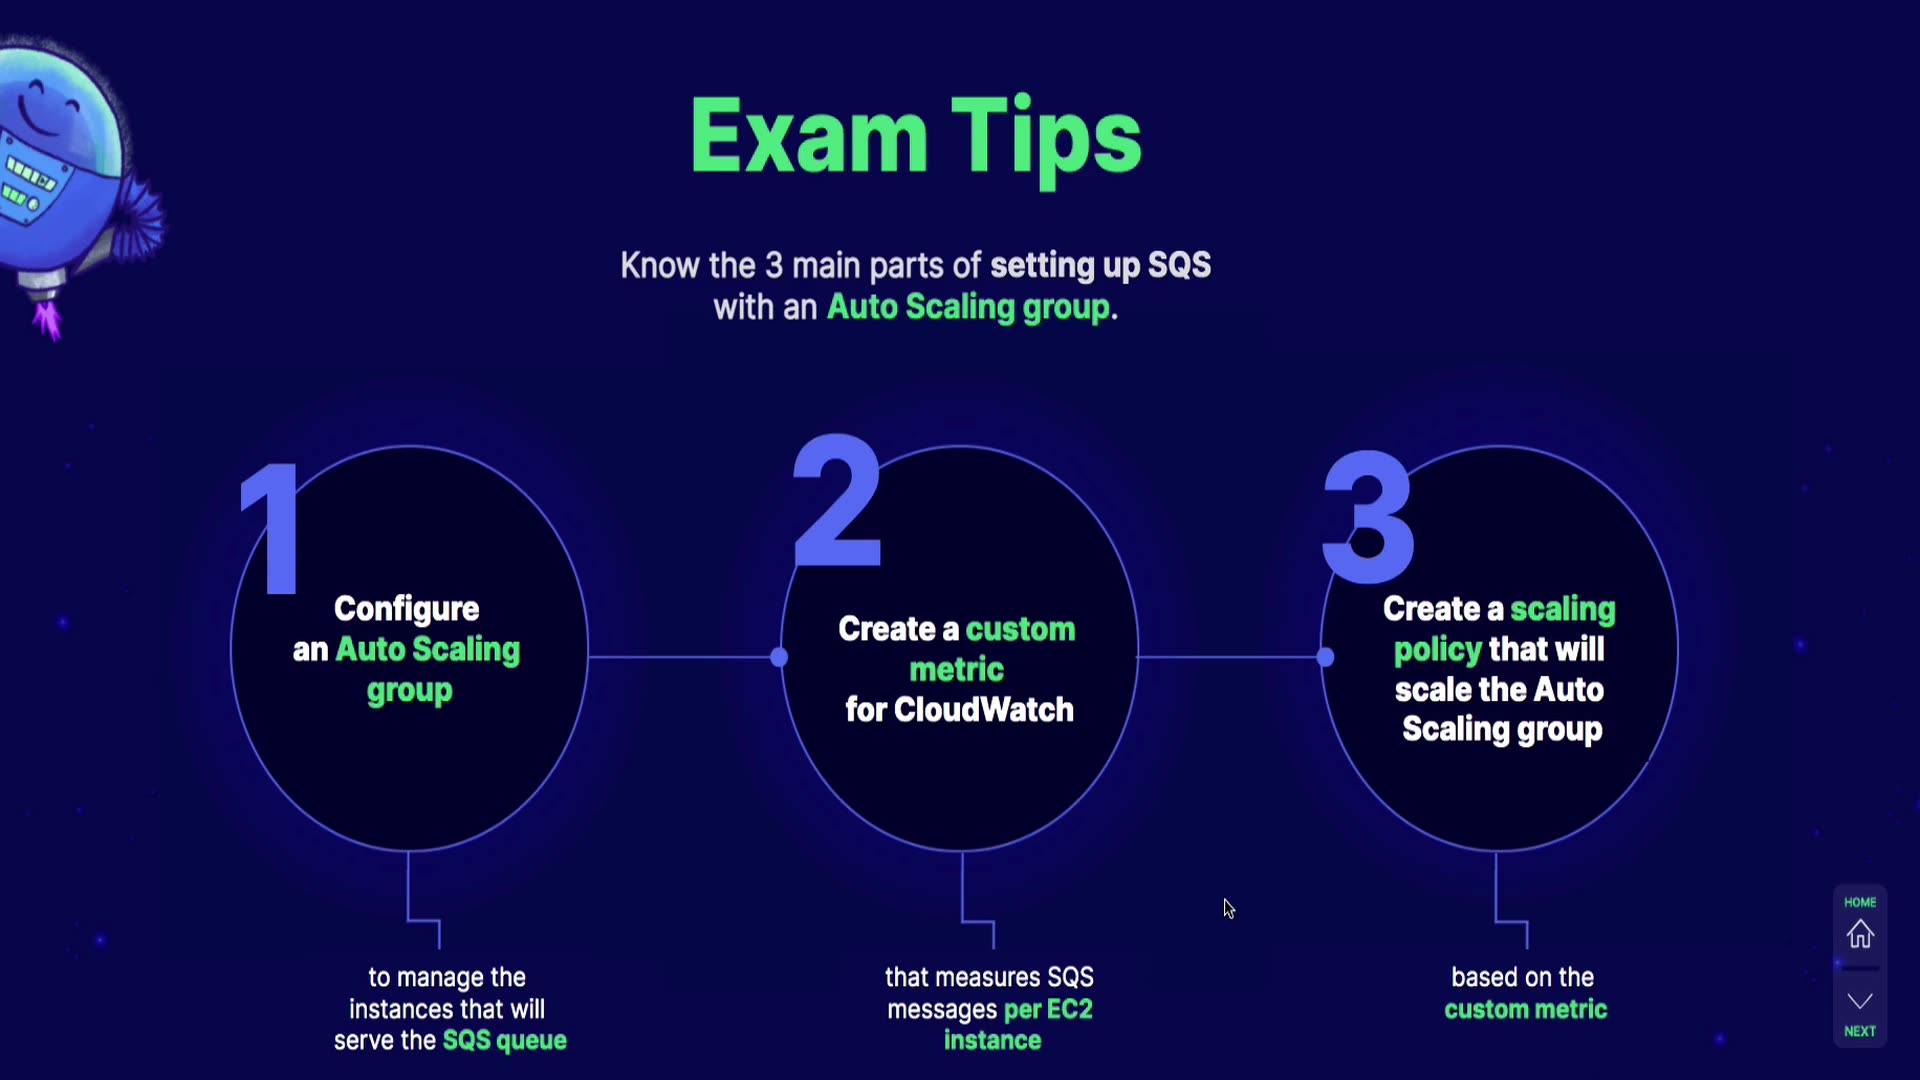 Exam Tips
Know the 3 main parts of setting up SQS
with an Auto Scaling group.
1
Configure
an Auto Scaling
group
to manage the
instances that will
serve the SQS queue
2
Create a custom
metric
for CloudWatch
that measures SQS
messages per EC2
instance
3
Create a scaling
policy that will
scale the Auto
Scaling group
based on the
custom metric
HOME
NEXT